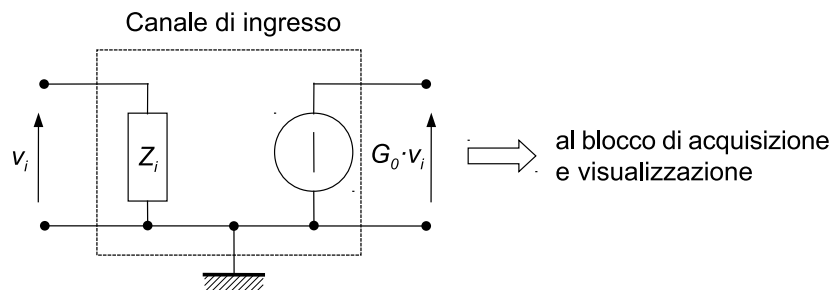 Canale di ingresso
v_i
Z_i
G_0·v_i
al blocco di acquisizione
e visualizzazione